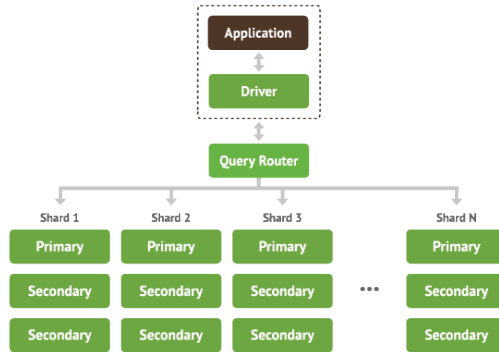 Application
Driver
Query Router
Shard 1 Shard 2 Shard 3 Shard N
Primary Primary Primary Primary
Secondary Secondary Secondary ... Secondary
Secondary Secondary Secondary Secondary